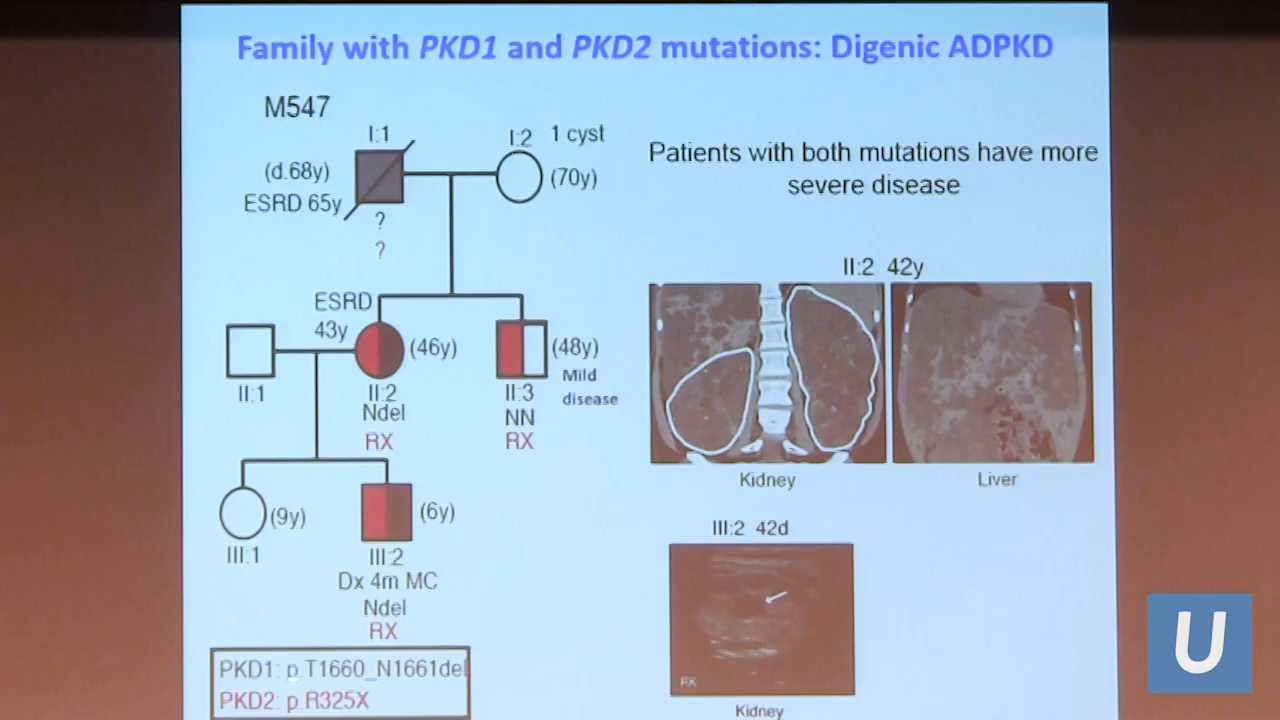 Family with PKD1 and PKD2 mutations: Digenic ADPKD
M547
I:1
(d.68y)
ESRD 65y
?
?
I:2 1 cyst
(70y)
Patients with both mutations have more
severe disease
ESRD
43y
(46y)
(48y)
Mild
disease
II:1
II:2
Ndel
RX
II:3
NN
RX
II:2 42y
Kidney
Liver
(9y)
(6y)
III:1
III:2
Dx 4m MC
Ndel
RX
III:2 42d
RK
Kidney
PKD1: p.T1660_N1661del
PKD2: p.R325X
U